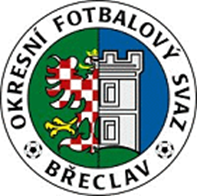 OKRESNÍ FOTBALOVÝ SVAZ
BŘECLAV